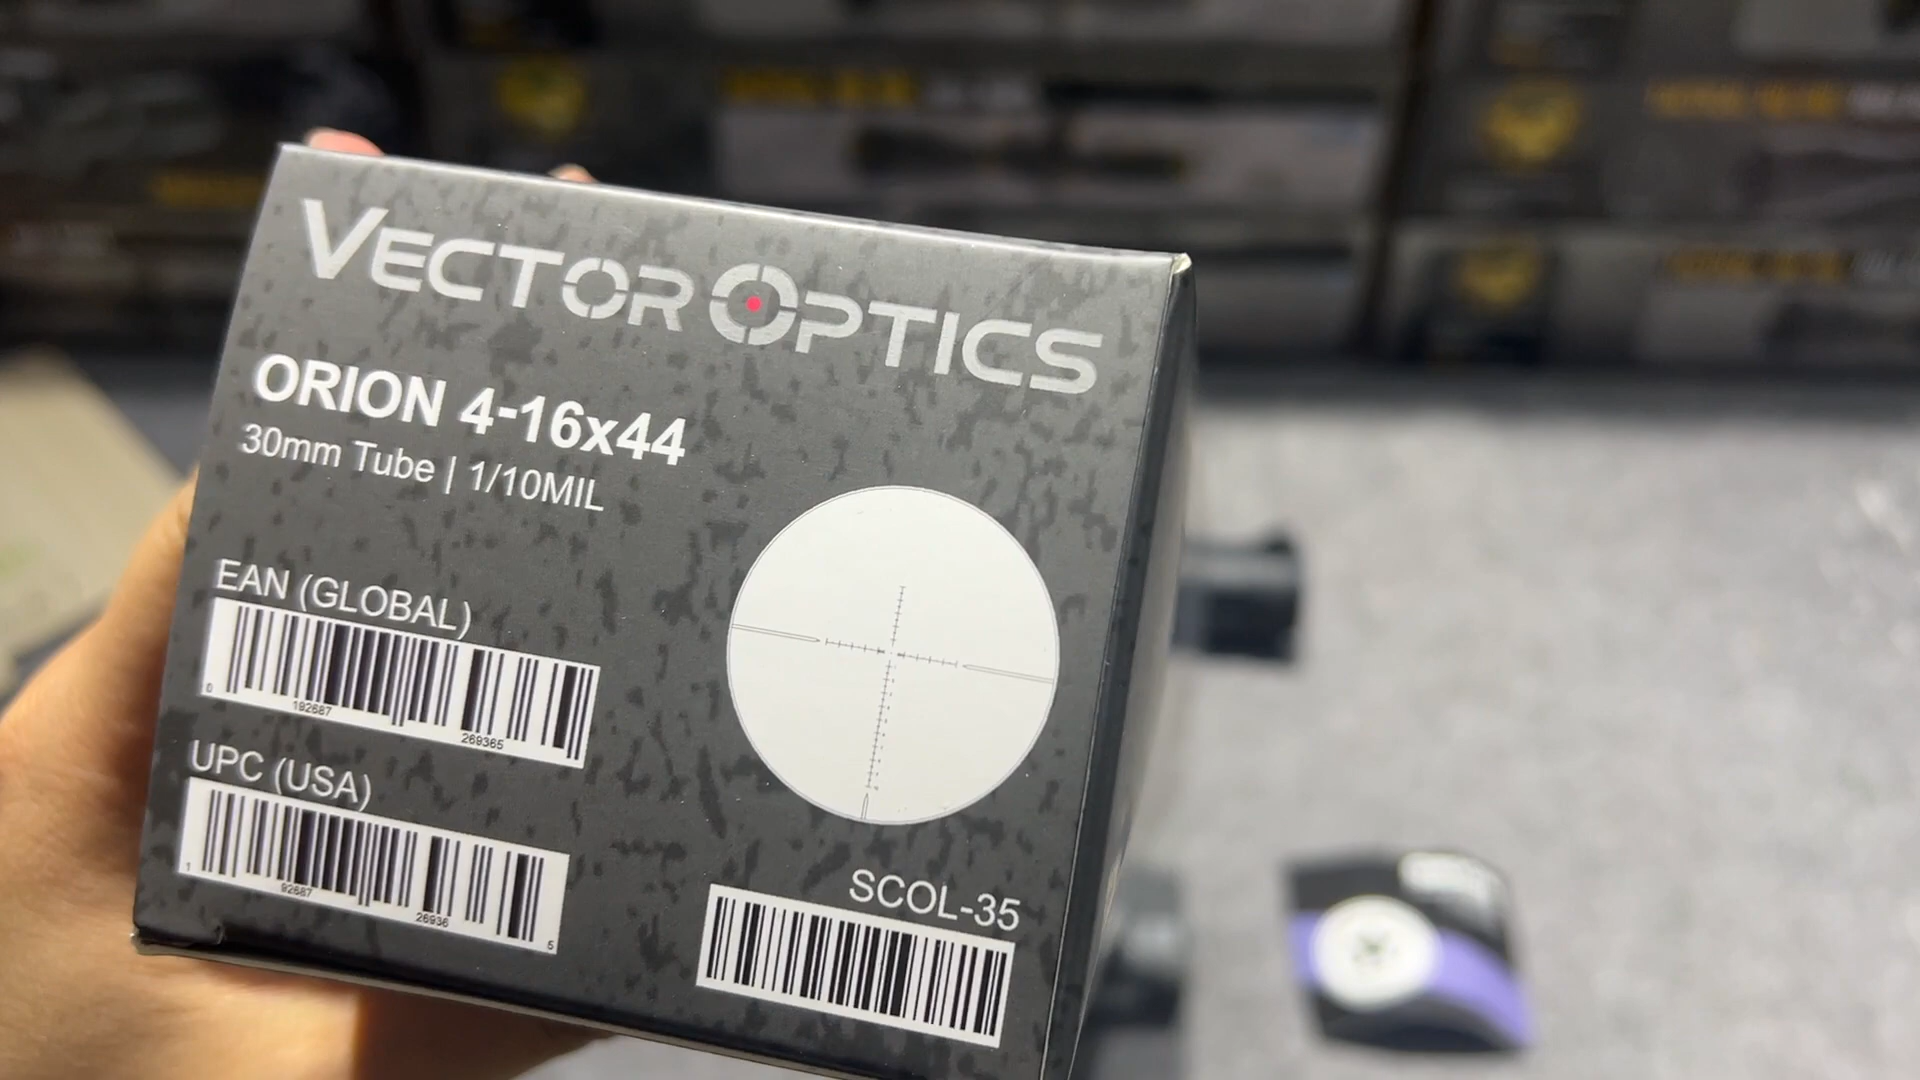 VECTOR OPTICS
ORION 4-16x44
30mm Tube | 1/10MIL
EAN (GLOBAL)
0 192687 269365
UPC (USA)
1 92687 26936 5
SCOL-35